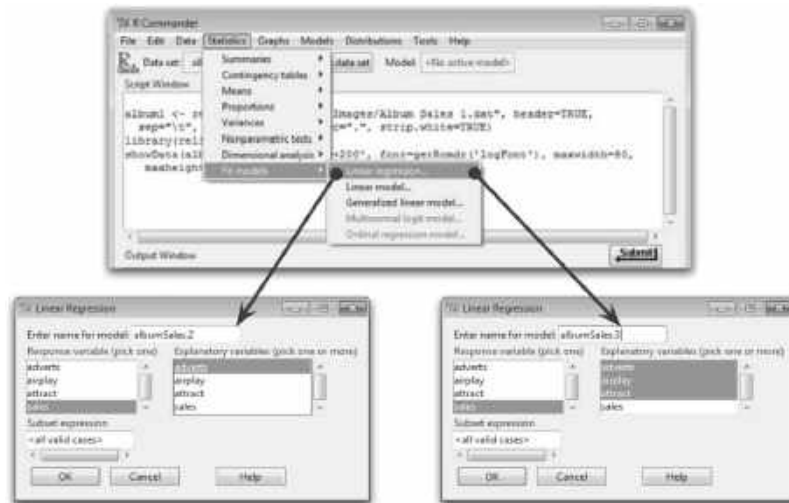 R Commander
File Edit Data Statistics Graphs Models Distributions Tools Help
R Data set: data set Model: <No active model>
Script Window
Summaries
Contingency tables
Means
Proportions
Variances
Nonparametric tests
Dimensional analysis
Fit models
album1 <- Images/Album Sales 1.dat", header=TRUE,
sep="\t", =".", strip.white=TRUE)
showData(al =200', font=getRcmdr('logFont'), maxwidth=80,
maxheight
Linear regression...
Linear model...
Generalized linear model...
Multinomial logit model...
Ordinal regression model...
Output Window
Submit
Linear Regression
Enter name for model: albumSales.2
Response variable (pick one) Explanatory variables (pick one or more)
adverts adverts
airplay airplay
attract attract
sales sales
Subset expression
<all valid cases>
OK Cancel Help
Linear Regression
Enter name for model: albumSales.3
Response variable (pick one) Explanatory variables (pick one or more)
adverts adverts
airplay airplay
attract attract
sales sales
Subset expression
<all valid cases>
OK Cancel Help